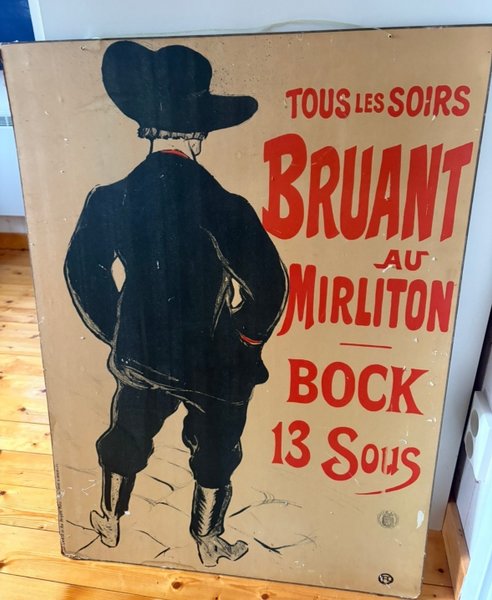 TOUS LES SOIRS
BRUANT
AU
MIRLITON
BOCK
13 SOUS